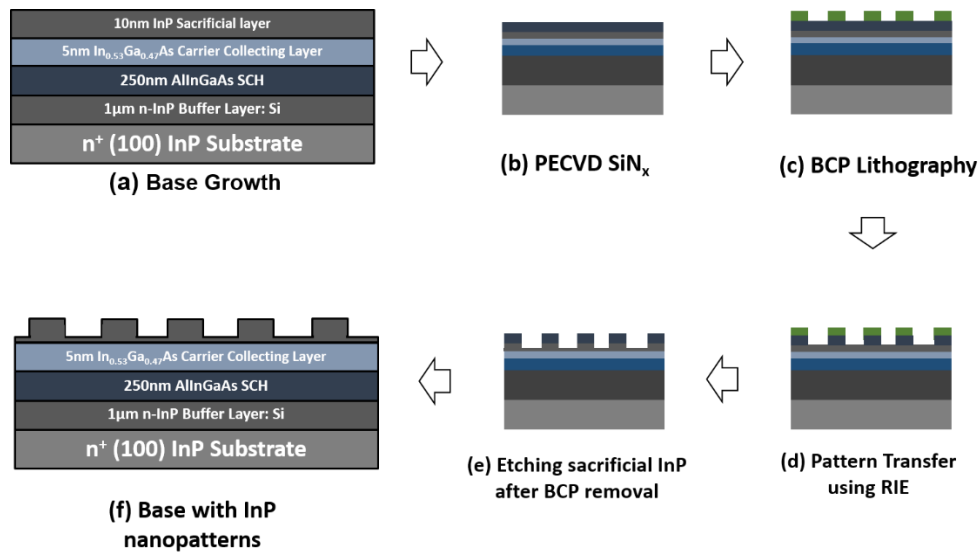 10nm InP Sacrificial layer
5nm In₀.₅₃Ga₀.₄₇As Carrier Collecting Layer
250nm AlInGaAs SCH
1µm n-InP Buffer Layer: Si
n⁺ (100) InP Substrate
(a) Base Growth
(b) PECVD SiNₓ
(c) BCP Lithography
5nm In₀.₅₃Ga₀.₄₇As Carrier Collecting Layer
250nm AlInGaAs SCH
1µm n-InP Buffer Layer: Si
n⁺ (100) InP Substrate
(f) Base with InP
nanopatterns
(e) Etching sacrificial InP
after BCP removal
(d) Pattern Transfer
using RIE